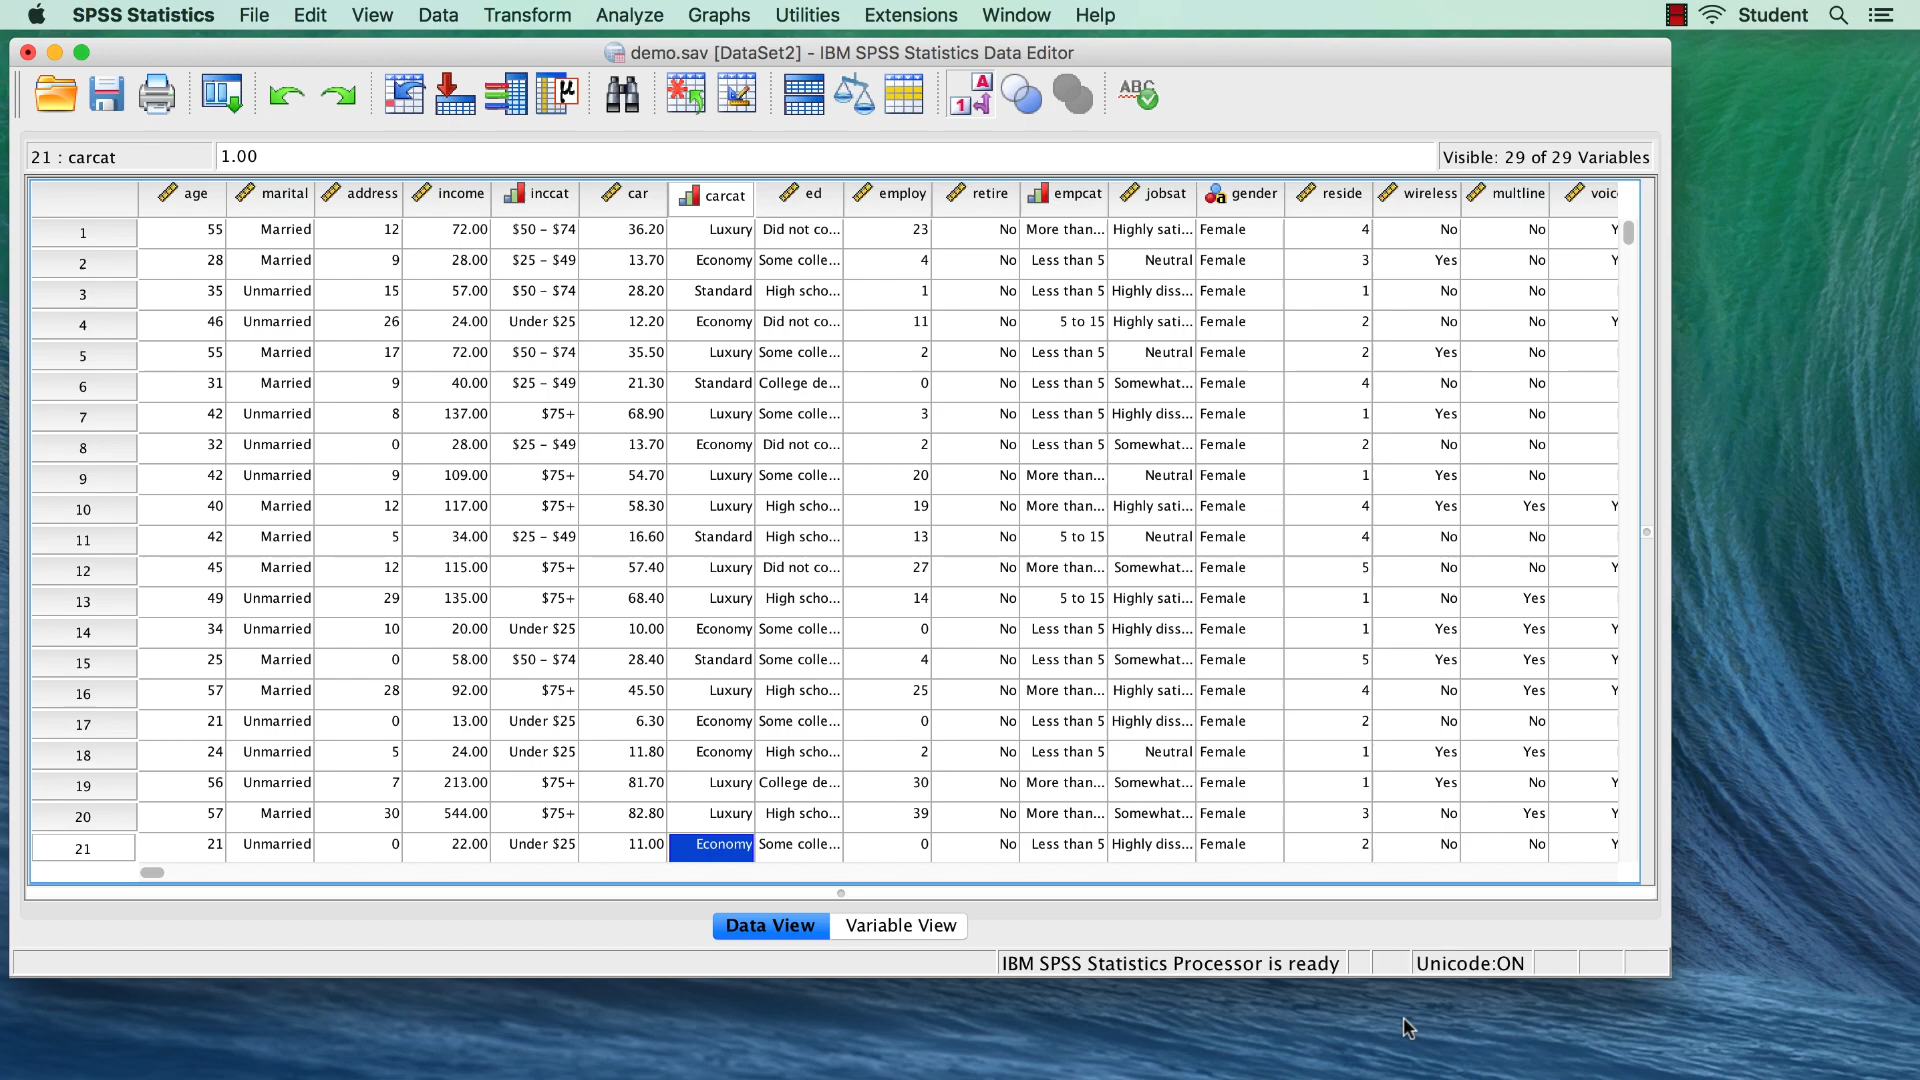 SPSS Statistics File Edit View Data Transform Analyze Graphs Utilities Extensions Window Help Student
demo.sav [DataSet2] - IBM SPSS Statistics Data Editor
A
1
μ
ABC
21 : carcat 1.00 Visible: 29 of 29 Variables
age marital address income inccat car carcat ed employ retire empcat jobsat gender reside wireless multline voic
1 55 Married 12 72.00 $50 - $74 36.20 Luxury Did not co... 23 No More than... Highly sati... Female 4 No No Y
2 28 Married 9 28.00 $25 - $49 13.70 Economy Some colle... 4 No Less than 5 Neutral Female 3 Yes No Y
3 35 Unmarried 15 57.00 $50 - $74 28.20 Standard High scho... 1 No Less than 5 Highly diss... Female 1 No No
4 46 Unmarried 26 24.00 Under $25 12.20 Economy Did not co... 11 No 5 to 15 Highly sati... Female 2 No No Y
5 55 Married 17 72.00 $50 - $74 35.50 Luxury Some colle... 2 No Less than 5 Neutral Female 2 Yes No
6 31 Married 9 40.00 $25 - $49 21.30 Standard College de... 0 No Less than 5 Somewhat... Female 4 No No
7 42 Unmarried 8 137.00 $75+ 68.90 Luxury Some colle... 3 No Less than 5 Highly diss... Female 1 Yes No
8 32 Unmarried 0 28.00 $25 - $49 13.70 Economy Did not co... 2 No Less than 5 Somewhat... Female 2 No No
9 42 Unmarried 9 109.00 $75+ 54.70 Luxury Some colle... 20 No More than... Neutral Female 1 Yes No
10 40 Married 12 117.00 $75+ 58.30 Luxury High scho... 19 No More than... Highly sati... Female 4 Yes Yes Y
11 42 Married 5 34.00 $25 - $49 16.60 Standard High scho... 13 No 5 to 15 Neutral Female 4 No No
12 45 Married 12 115.00 $75+ 57.40 Luxury Did not co... 27 No More than... Somewhat... Female 5 No No
13 49 Unmarried 29 135.00 $75+ 68.40 Luxury High scho... 14 No 5 to 15 Highly sati... Female 1 No Yes
14 34 Unmarried 10 20.00 Under $25 10.00 Economy Some colle... 0 No Less than 5 Highly diss... Female 1 Yes Yes Y
15 25 Married 0 58.00 $50 - $74 28.40 Standard Some colle... 4 No Less than 5 Somewhat... Female 5 Yes Yes Y
16 57 Married 28 92.00 $75+ 45.50 Luxury High scho... 25 No More than... Highly sati... Female 4 No Yes Y
17 21 Unmarried 0 13.00 Under $25 6.30 Economy Some colle... 0 No Less than 5 Highly diss... Female 2 No No
18 24 Unmarried 5 24.00 Under $25 11.80 Economy High scho... 2 No Less than 5 Neutral Female 1 Yes Yes
19 56 Unmarried 7 213.00 $75+ 81.70 Luxury College de... 30 No More than... Somewhat... Female 1 Yes No Y
20 57 Married 30 544.00 $75+ 82.80 Luxury High scho... 39 No More than... Somewhat... Female 3 No Yes Y
21 21 Unmarried 0 22.00 Under $25 11.00 Economy Some colle... 0 No Less than 5 Highly diss... Female 2 No No Y
Data View Variable View
IBM SPSS Statistics Processor is ready Unicode:ON